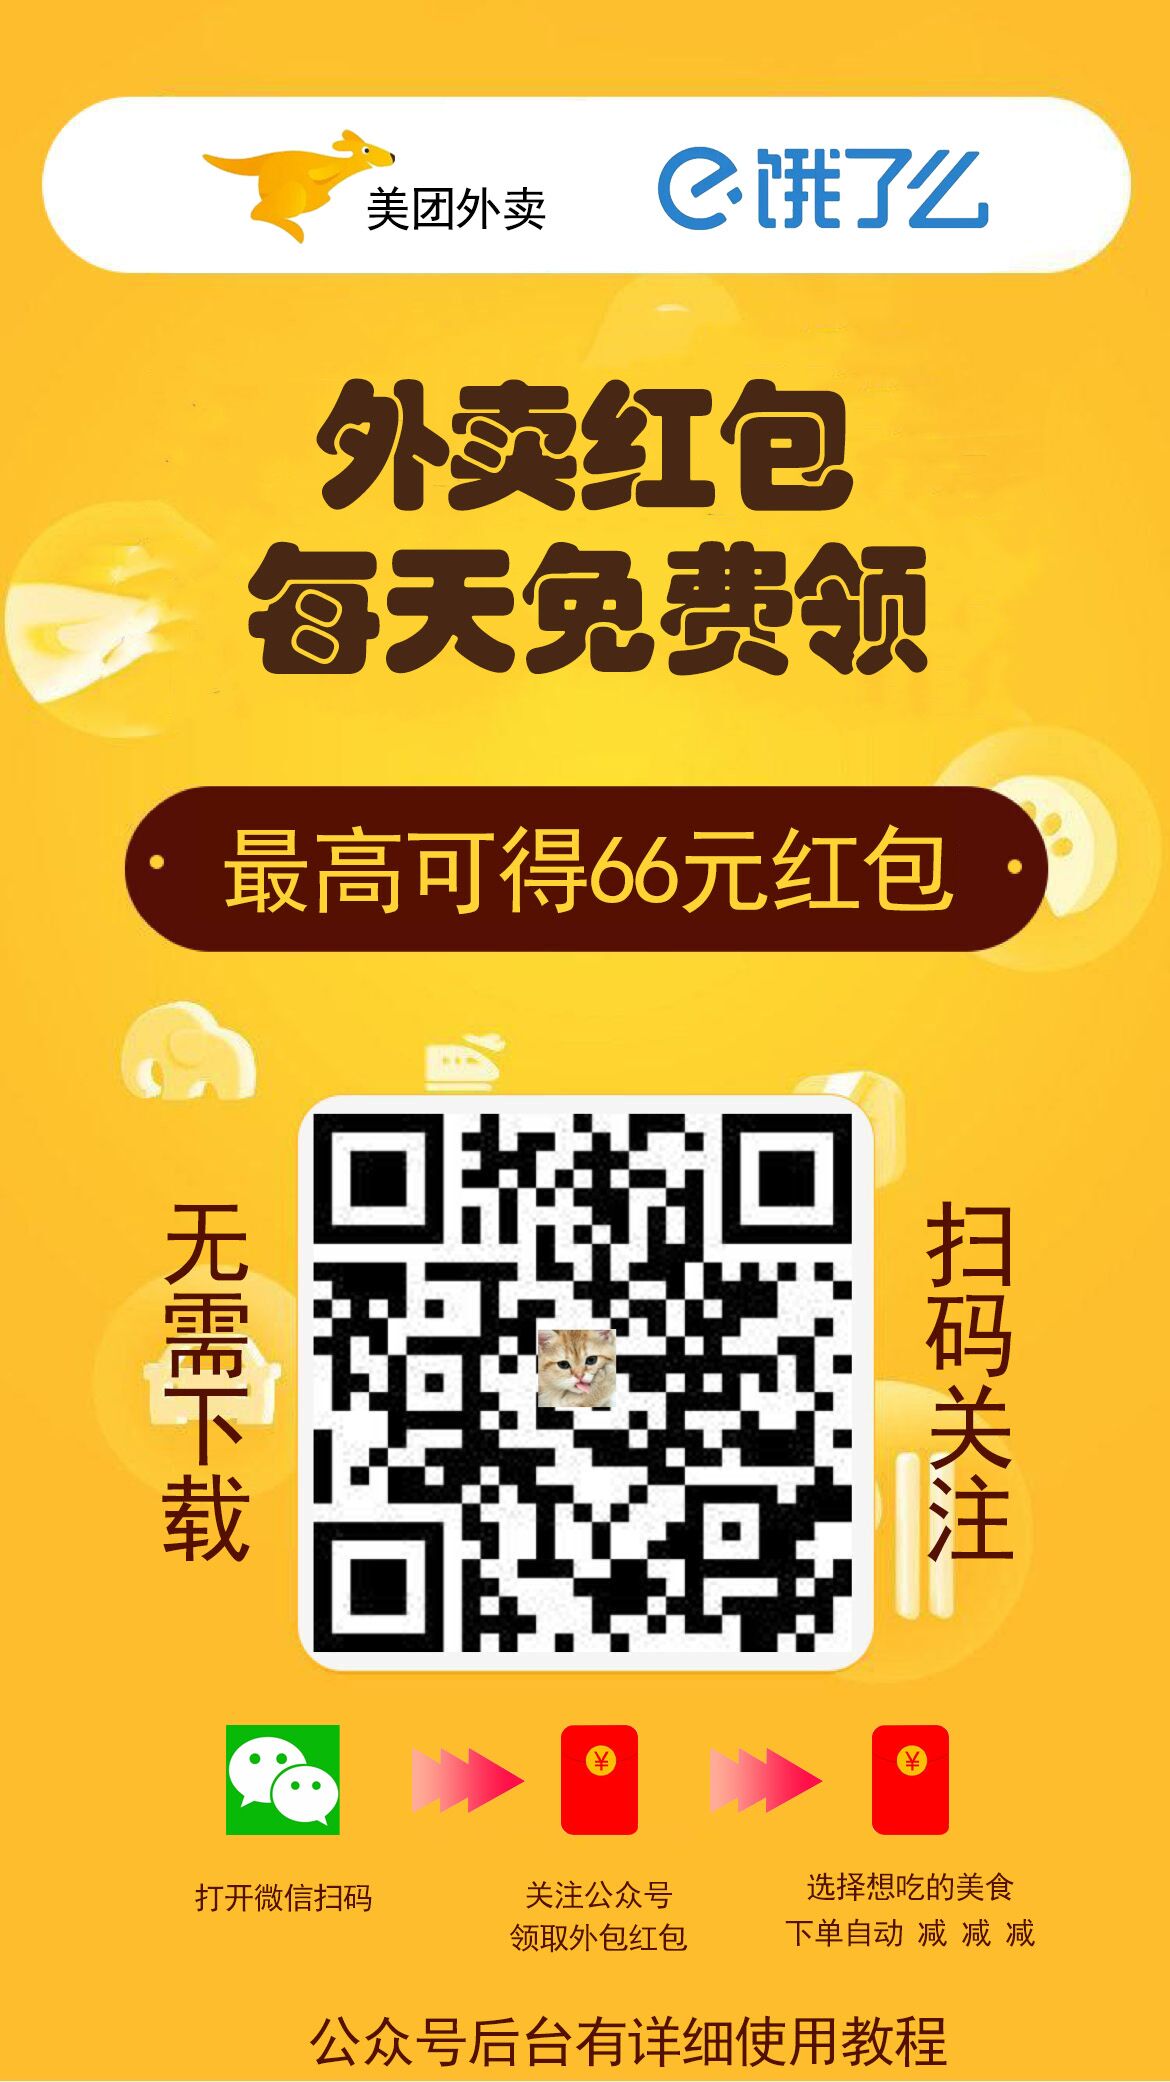 美团外卖
饿了么
外卖红包
每天免费领
最高可得66元红包
无需下载
扫码关注
打开微信扫码
关注公众号
领取外包红包
选择想吃的美食
下单自动 减 减 减
公众号后台有详细使用教程